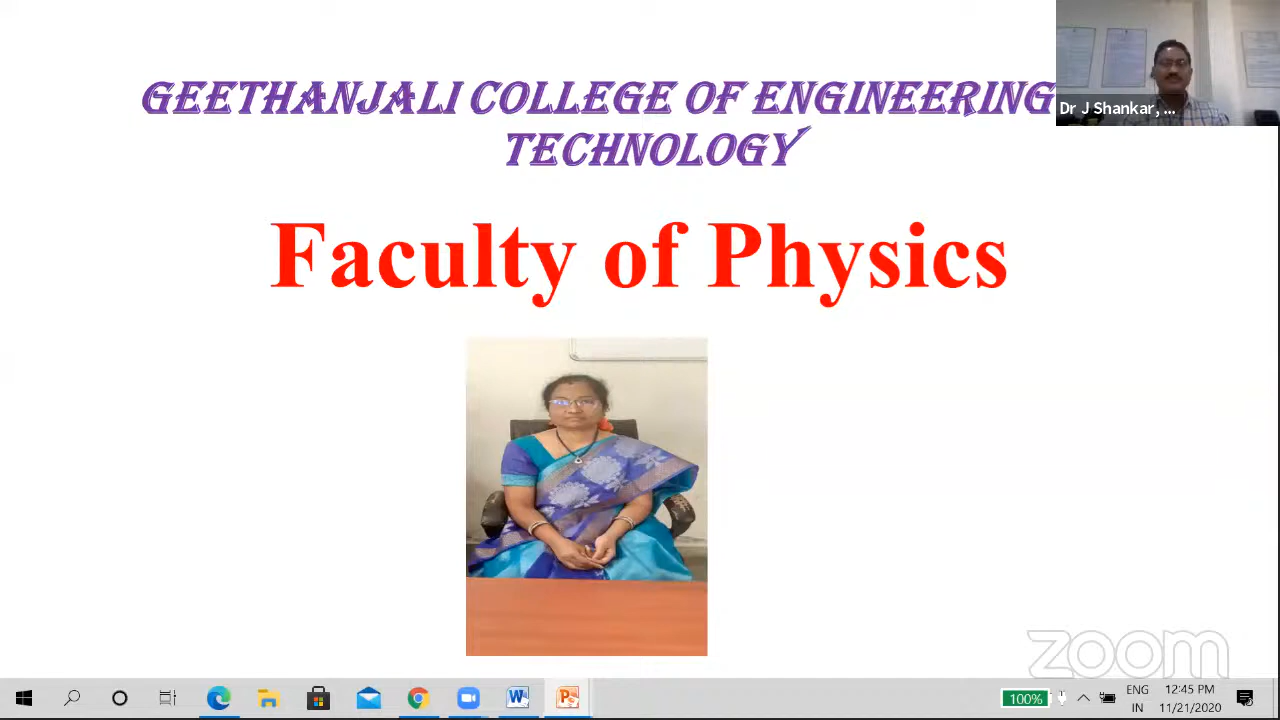 GEETHANJALI COLLEGE OF ENGINEERING
TECHNOLOGY
Dr J Shankar, ...
Faculty of Physics
zoom
100%
ENG
IN
12:45 PM
11/21/2020